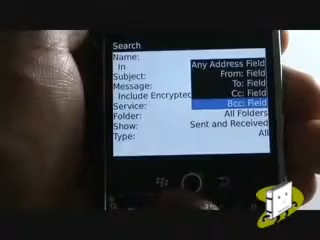 Search
Name:
In
Any Address Field
From: Field
To: Field
Cc: Field
Bcc: Field
Subject:
Message:
Include Encrypted
Service:
Folder: All Folders
Show: Sent and Received
Type: All